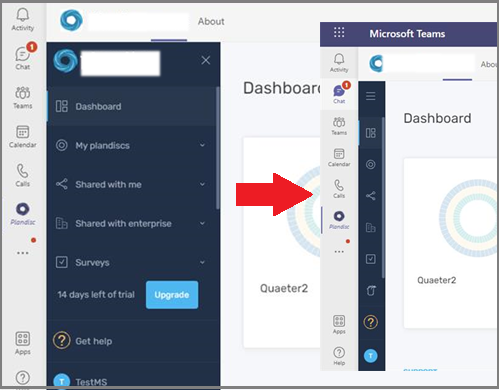 About
Activity
1
Chat
Teams
Calendar
Calls
Plandisc
Apps
Help
Dashboard
My plandiscs
Shared with me
Shared with enterprise
Surveys
14 days left of trial
Upgrade
? Get help
T TestMS
Dashboard
Quaeter2
Microsoft Teams
Activity
1
Chat
Teams
Calendar
Calls
Plandisc
Apps
Help
?
T
Dashboard
Quaeter2
SUPPORT